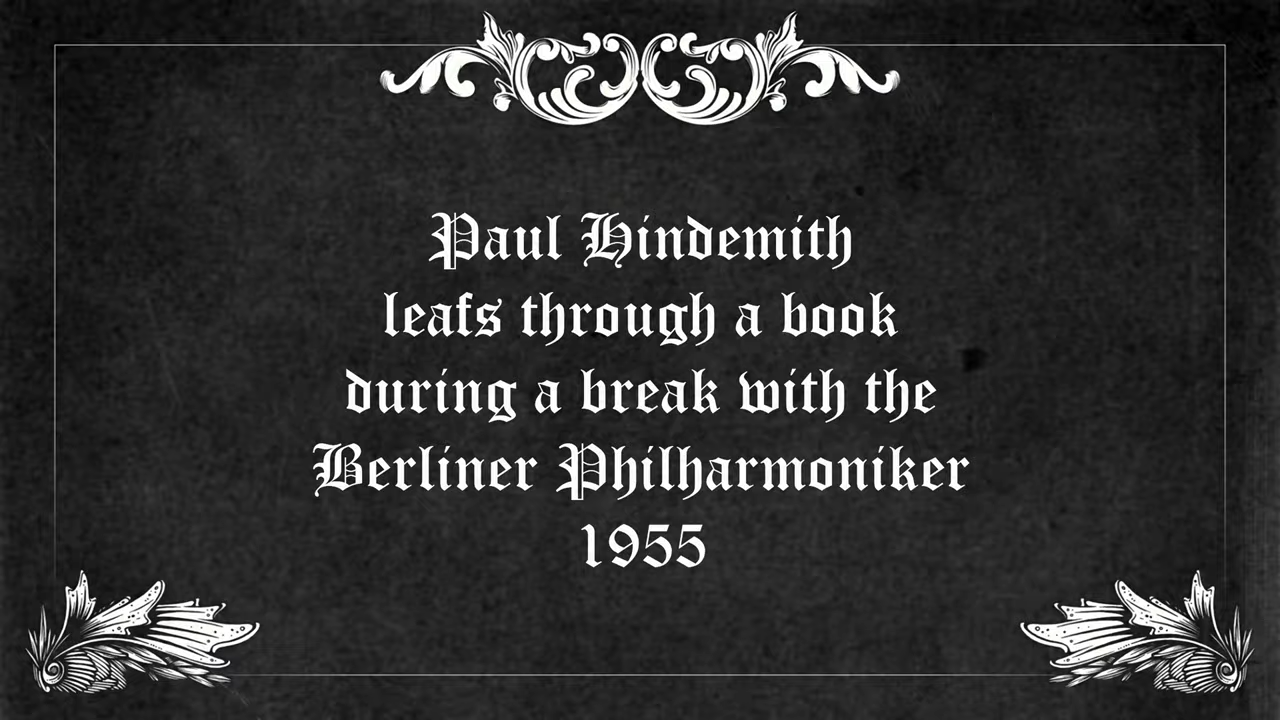 Paul Hindemith
leafs through a book
during a break with the
Berliner Philharmoniker
1955